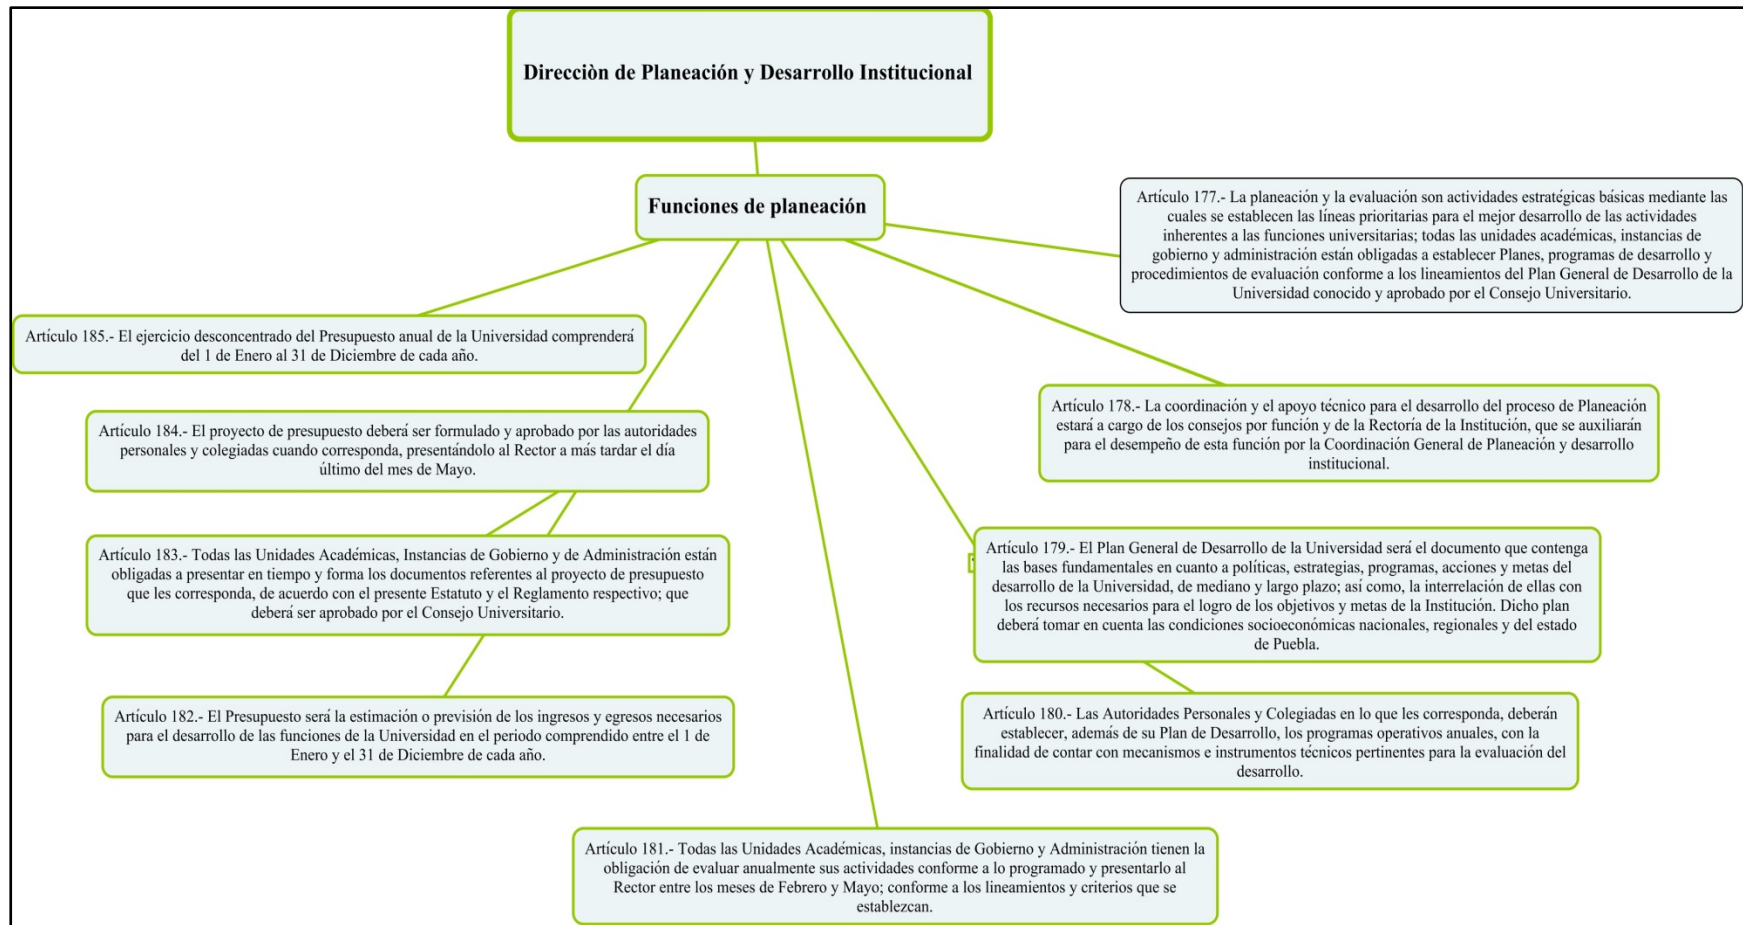 Direcciòn de Planeación y Desarrollo Institucional
Funciones de planeación
Artículo 177.- La planeación y la evaluación son actividades estratégicas básicas mediante las
cuales se establecen las líneas prioritarias para el mejor desarrollo de las actividades
inherentes a las funciones universitarias; todas las unidades académicas, instancias de
gobierno y administración están obligadas a establecer Planes, programas de desarrollo y
procedimientos de evaluación conforme a los lineamientos del Plan General de Desarrollo de la
Universidad conocido y aprobado por el Consejo Universitario.
Artículo 185.- El ejercicio desconcentrado del Presupuesto anual de la Universidad comprenderá
del 1 de Enero al 31 de Diciembre de cada año.
Artículo 178.- La coordinación y el apoyo técnico para el desarrollo del proceso de Planeación
estará a cargo de los consejos por función y de la Rectoría de la Institución, que se auxiliarán
para el desempeño de esta función por la Coordinación General de Planeación y desarrollo
institucional.
Artículo 184.- El proyecto de presupuesto deberá ser formulado y aprobado por las autoridades
personales y colegiadas cuando corresponda, presentándolo al Rector a más tardar el día
último del mes de Mayo.
Artículo 183.- Todas las Unidades Académicas, Instancias de Gobierno y de Administración están
obligadas a presentar en tiempo y forma los documentos referentes al proyecto de presupuesto
que les corresponda, de acuerdo con el presente Estatuto y el Reglamento respectivo; que
deberá ser aprobado por el Consejo Universitario.
Artículo 179.- El Plan General de Desarrollo de la Universidad será el documento que contenga
las bases fundamentales en cuanto a políticas, estrategias, programas, acciones y metas del
desarrollo de la Universidad, de mediano y largo plazo; así como, la interrelación de ellas con
los recursos necesarios para el logro de los objetivos y metas de la Institución. Dicho plan
deberá tomar en cuenta las condiciones socioeconómicas nacionales, regionales y del estado
de Puebla.
Artículo 182.- El Presupuesto será la estimación o previsión de los ingresos y egresos necesarios
para el desarrollo de las funciones de la Universidad en el periodo comprendido entre el 1 de
Enero y el 31 de Diciembre de cada año.
Artículo 180.- Las Autoridades Personales y Colegiadas en lo que les corresponda, deberán
establecer, además de su Plan de Desarrollo, los programas operativos anuales, con la
finalidad de contar con mecanismos e instrumentos técnicos pertinentes para la evaluación del
desarrollo.
Artículo 181.- Todas las Unidades Académicas, instancias de Gobierno y Administración tienen la
obligación de evaluar anualmente sus actividades conforme a lo programado y presentarlo al
Rector entre los meses de Febrero y Mayo; conforme a los lineamientos y criterios que se
establezcan.